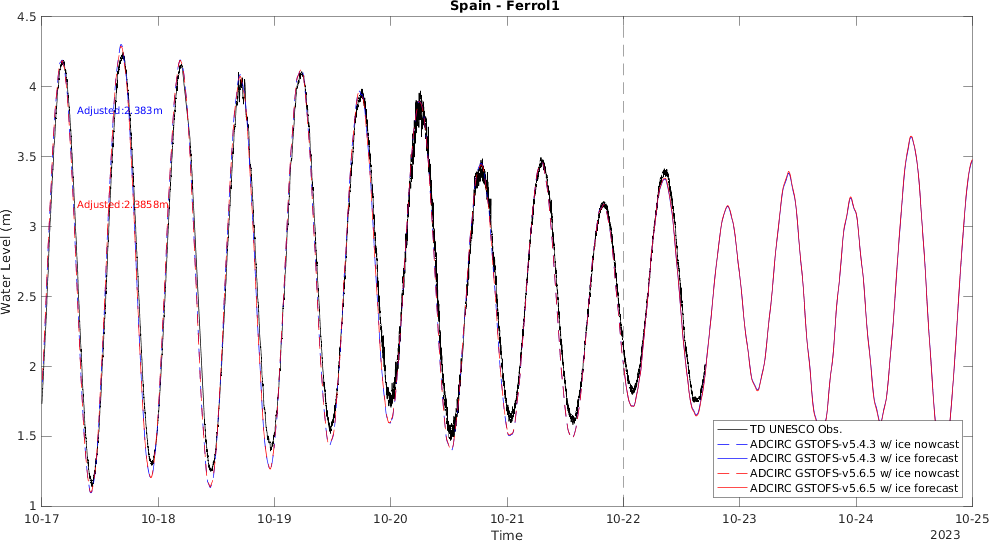 Spain - Ferrol1
4.5
4
3.5
3
2.5
2
1.5
1
Water Level (m)
Adjusted:2.383m
Adjusted:2.3858m
TD UNESCO Obs.
ADCIRC GSTOFS-v5.4.3 w/ ice nowcast
ADCIRC GSTOFS-v5.4.3 w/ ice forecast
ADCIRC GSTOFS-v5.6.5 w/ ice nowcast
ADCIRC GSTOFS-v5.6.5 w/ ice forecast
10-17 10-18 10-19 10-20 10-21 10-22 10-23 10-24 10-25
Time
2023